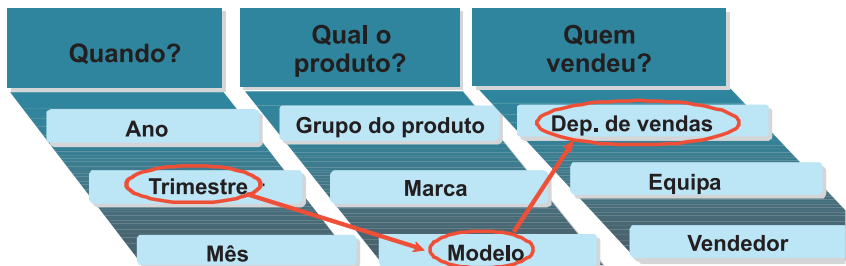 Quando?
Qual o
produto?
Quem
vendeu?
Ano
Grupo do produto
Dep. de vendas
Trimestre
Marca
Equipa
Mês
Modelo
Vendedor